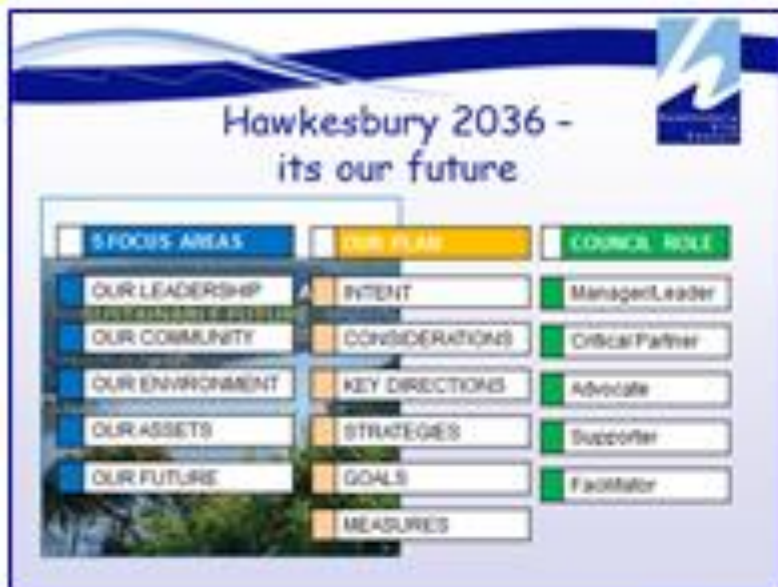 Hawkesbury 2036 -
its our future
5 FOCUS AREAS
OUR LEADERSHIP
OUR COMMUNITY
OUR ENVIRONMENT
OUR ASSETS
OUR FUTURE
OUR PLAN
INTENT
CONSIDERATIONS
KEY DIRECTIONS
STRATEGIES
GOALS
MEASURES
COUNCIL ROLE
Manager/Leader
Critical Partner
Advocate
Supporter
Facilitator